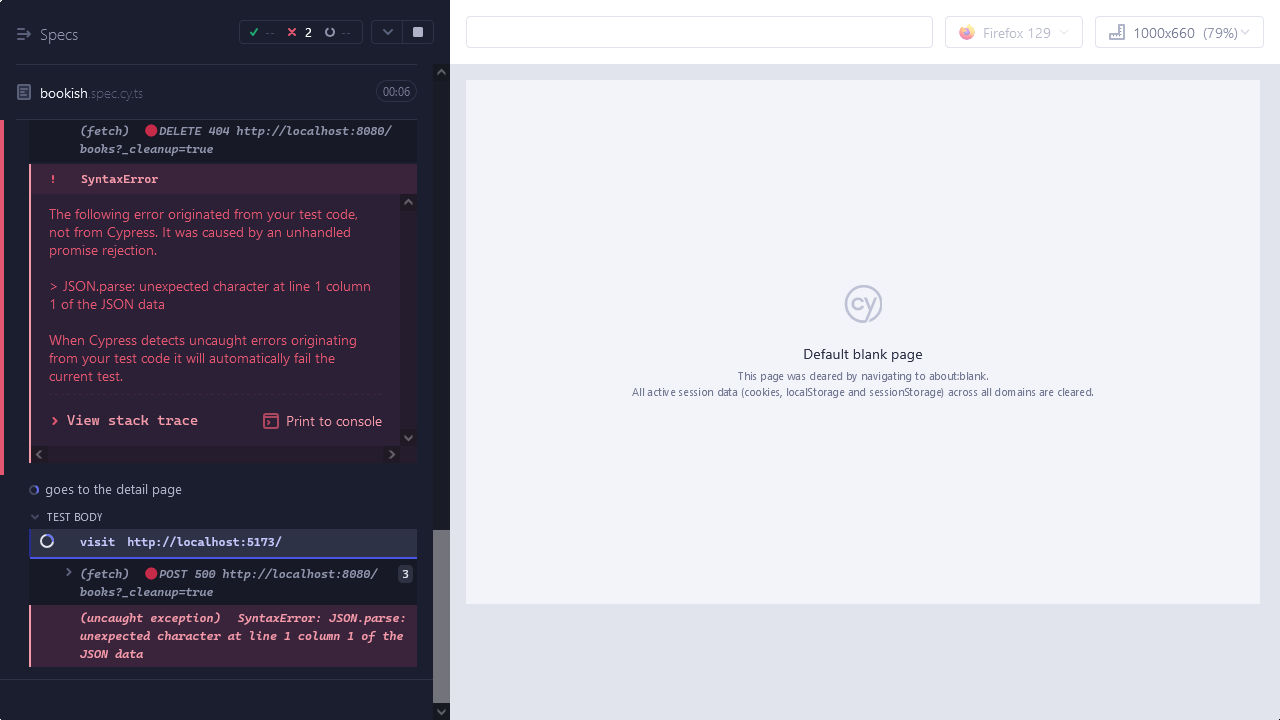 Specs
--
2
--
Firefox 129
1000x660 (79%)
bookish.spec.cy.ts
00:06
(fetch) DELETE 404 http://localhost:8080/
books?_cleanup=true
! SyntaxError
The following error originated from your test code,
not from Cypress. It was caused by an unhandled
promise rejection.
> JSON.parse: unexpected character at line 1 column
1 of the JSON data
When Cypress detects uncaught errors originating
from your test code it will automatically fail the
current test.
View stack trace
Print to console
goes to the detail page
TEST BODY
visit http://localhost:5173/
(fetch) POST 500 http://localhost:8080/
books?_cleanup=true
3
(uncaught exception) SyntaxError: JSON.parse:
unexpected character at line 1 column 1 of the
JSON data
cy
Default blank page
This page was cleared by navigating to about:blank.
All active session data (cookies, localStorage and sessionStorage) across all domains are cleared.